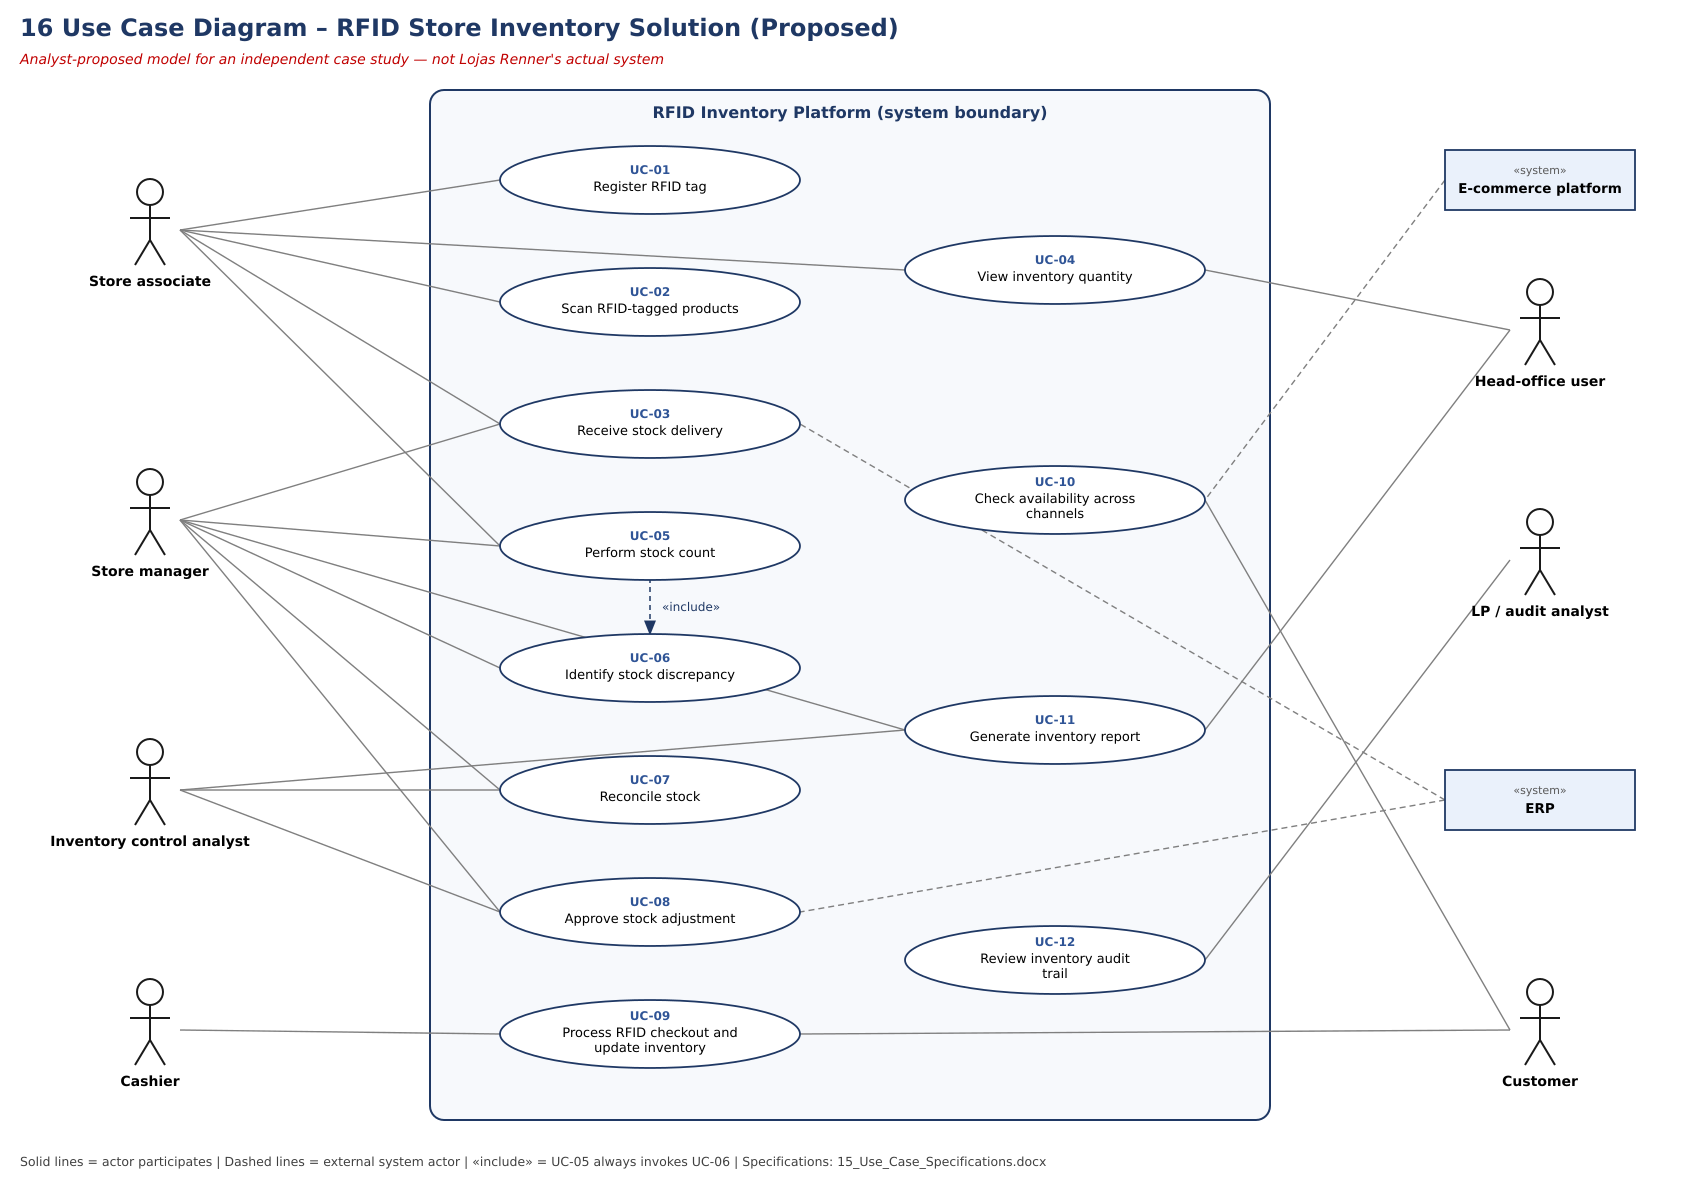 16 Use Case Diagram – RFID Store Inventory Solution (Proposed)
Analyst-proposed model for an independent case study — not Lojas Renner's actual system
RFID Inventory Platform (system boundary)
UC-01
Register RFID tag
«system»
E-commerce platform
Store associate
UC-04
View inventory quantity
UC-02
Scan RFID-tagged products
Head-office user
UC-03
Receive stock delivery
UC-10
Check availability across
channels
Store manager
UC-05
Perform stock count
«include»
LP / audit analyst
UC-06
Identify stock discrepancy
UC-11
Generate inventory report
UC-07
Reconcile stock
«system»
ERP
Inventory control analyst
UC-08
Approve stock adjustment
UC-12
Review inventory audit
trail
UC-09
Process RFID checkout and
update inventory
Cashier
Customer
Solid lines = actor participates | Dashed lines = external system actor | «include» = UC-05 always invokes UC-06 | Specifications: 15_Use_Case_Specifications.docx